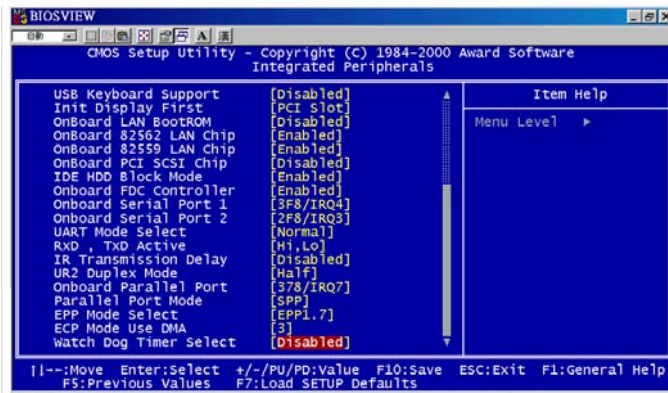 BIOSVIEW
自動
A
CMOS Setup Utility - Copyright (C) 1984-2000 Award Software
Integrated Peripherals
USB Keyboard Support [Disabled]
Init Display First [PCI Slot]
OnBoard LAN BootROM [Disabled]
OnBoard 82562 LAN Chip [Enabled]
OnBoard 82559 LAN Chip [Enabled]
OnBoard PCI SCSI Chip [Disabled]
IDE HDD Block Mode [Enabled]
Onboard FDC Controller [Enabled]
Onboard Serial Port 1 [3F8/IRQ4]
Onboard Serial Port 2 [2F8/IRQ3]
UART Mode Select [Normal]
RxD , TxD Active [Hi,Lo]
IR Transmission Delay [Disabled]
UR2 Duplex Mode [Half]
Onboard Parallel Port [378/IRQ7]
Parallel Port Mode [SPP]
EPP Mode Select [EPP1.7]
ECP Mode Use DMA [3]
Watch Dog Timer Select [Disabled]
Item Help
Menu Level ►
↑↓→←:Move Enter:Select +/-/PU/PD:Value F10:Save ESC:Exit F1:General Help
F5:Previous Values F7:Load SETUP Defaults